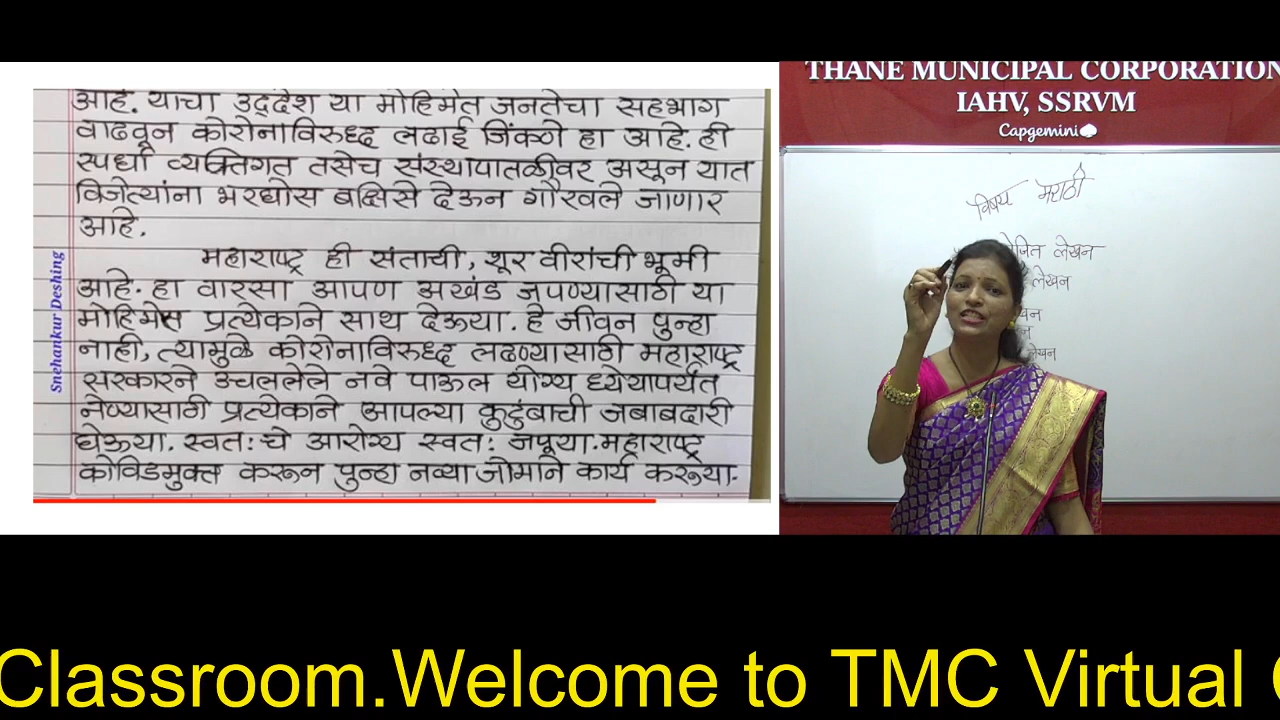 आहे. याचा उद्देश या मोहिमेत जनतेचा सहभाग
वाढवून कोरोनाविरुध्द लढाई जिंकणे हा आहे. ही
स्पर्धा व्यक्तिगत तसेच संस्थापातळीवर असून यात
विजेत्यांना भरघोस बक्षिसे देऊन गौरवले जाणार
आहे.
महाराष्ट्र ही संताची, शूर वीरांची भूमी
आहे. हा वारसा आपण अखंड जपण्यासाठी या
मोहिमेस प्रत्येकाने साथ देऊया. हे जीवन पुन्हा
नाही, त्यामुळे कोरोनाविरुध्द लढण्यासाठी महाराष्ट्र
सरकारने उचललेले नवे पाऊल योग्य ध्येयापर्यंत
नेण्यासाठी प्रत्येकाने आपल्या कुटुंबाची जबाबदारी
घेऊया. स्वतः चे आरोग्य स्वतः जपूया. महाराष्ट्र
कोविडमुक्त करून पुन्हा नव्या जोमाने कार्य करूया.
Snehankur Deshing
THANE MUNICIPAL CORPORATION
IAHV, SSRVM
Capgemini
विषय मराठी
लेखन
लेखन
लेखन
Classroom.Welcome to TMC Virtual